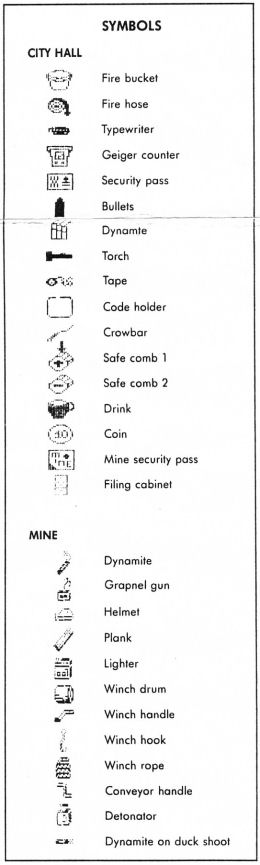 SYMBOLS
CITY HALL
Fire bucket
Fire hose
Typewriter
Geiger counter
Security pass
Bullets
Dynamte
Torch
Tape
Code holder
Crowbar
Safe comb 1
Safe comb 2
Drink
10 Coin
Mine security pass
Filing cabinet
MINE
Dynamite
Grapnel gun
Helmet
Plank
Lighter
Winch drum
Winch handle
Winch hook
Winch rope
Conveyor handle
Detonator
Dynamite on duck shoot